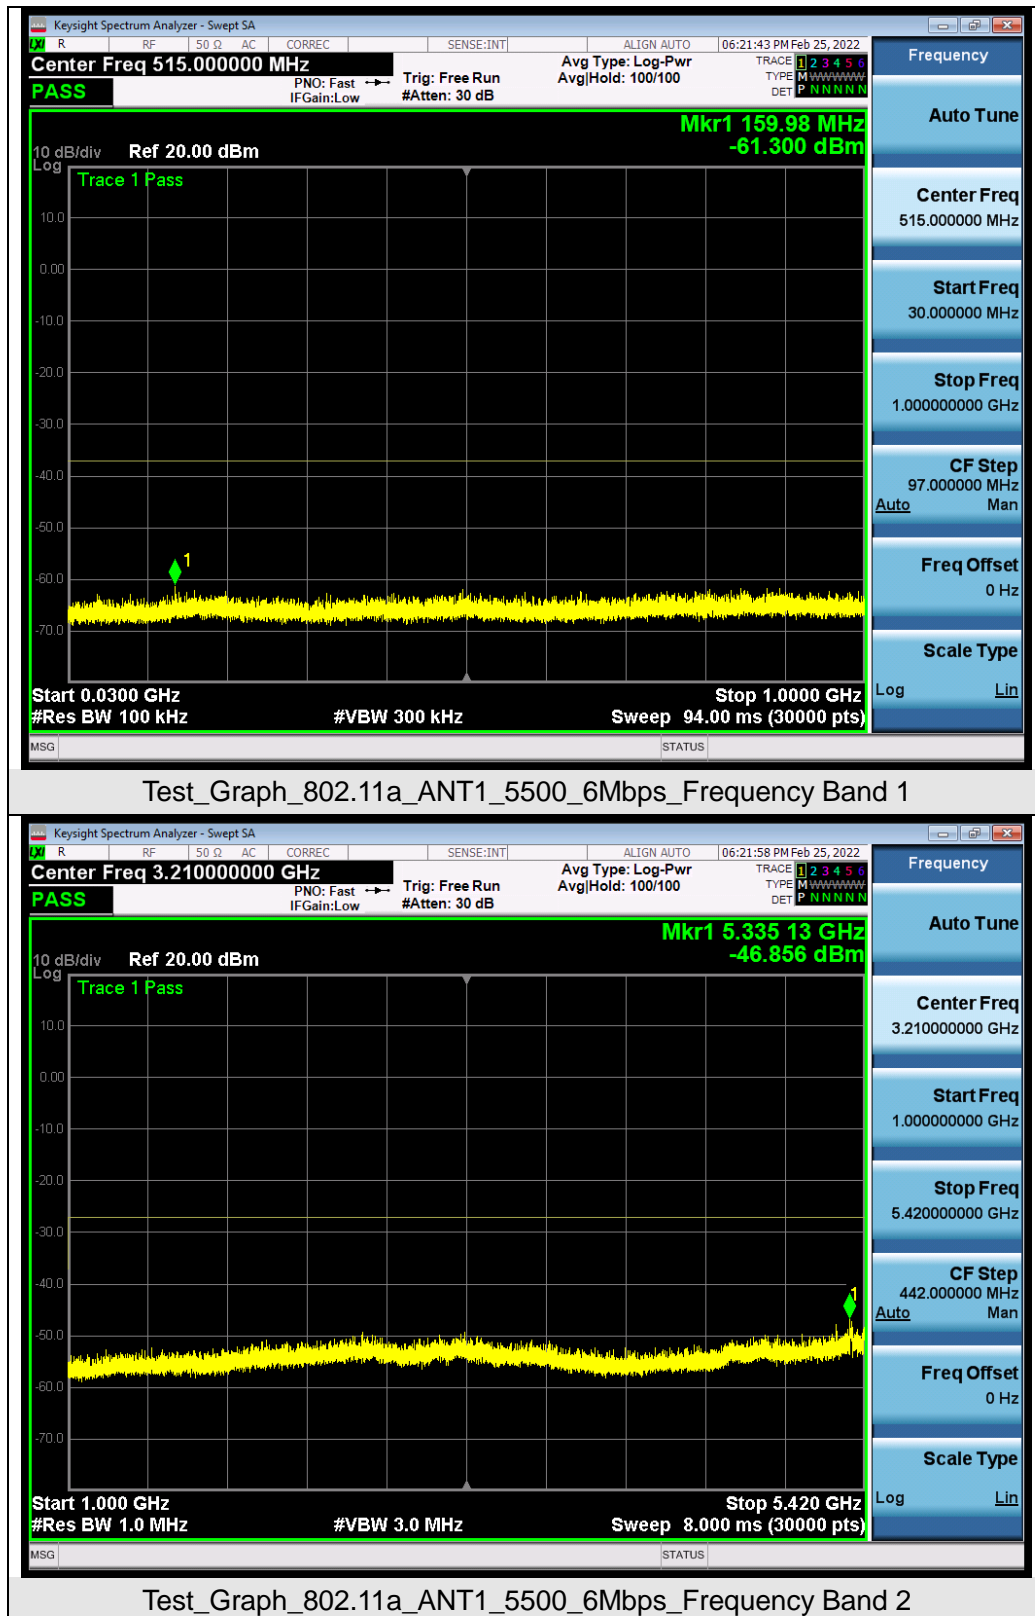 Keysight Spectrum Analyzer - Swept SA
LXI R RF 50 Ω AC CORREC SENSE:INT ALIGN AUTO 06:21:43 PM Feb 25, 2022
Center Freq 515.000000 MHz
PASS
PNO: Fast
IFGain:Low
Trig: Free Run
#Atten: 30 dB
Avg Type: Log-Pwr
Avg|Hold: 100/100
TRACE 1 2 3 4 5 6
TYPE M WWWWW
DET P N N N N N
Mkr1 159.98 MHz
-61.300 dBm
10 dB/div Ref 20.00 dBm
Log
Trace 1 Pass
10.0
0.00
-10.0
-20.0
-30.0
-40.0
-50.0
-60.0
-70.0
1
Start 0.0300 GHz Stop 1.0000 GHz
#Res BW 100 kHz #VBW 300 kHz Sweep 94.00 ms (30000 pts)
MSG STATUS
Frequency
Auto Tune
Center Freq
515.000000 MHz
Start Freq
30.000000 MHz
Stop Freq
1.000000000 GHz
CF Step
97.000000 MHz
Auto Man
Freq Offset
0 Hz
Scale Type
Log Lin
Test_Graph_802.11a_ANT1_5500_6Mbps_Frequency Band 1
Keysight Spectrum Analyzer - Swept SA
LXI R RF 50 Ω AC CORREC SENSE:INT ALIGN AUTO 06:21:58 PM Feb 25, 2022
Center Freq 3.210000000 GHz
PASS
PNO: Fast
IFGain:Low
Trig: Free Run
#Atten: 30 dB
Avg Type: Log-Pwr
Avg|Hold: 100/100
TRACE 1 2 3 4 5 6
TYPE M WWWWW
DET P N N N N N
Mkr1 5.335 13 GHz
-46.856 dBm
10 dB/div Ref 20.00 dBm
Log
Trace 1 Pass
10.0
0.00
-10.0
-20.0
-30.0
-40.0
-50.0
-60.0
-70.0
1
Start 1.000 GHz Stop 5.420 GHz
#Res BW 1.0 MHz #VBW 3.0 MHz Sweep 8.000 ms (30000 pts)
MSG STATUS
Frequency
Auto Tune
Center Freq
3.210000000 GHz
Start Freq
1.000000000 GHz
Stop Freq
5.420000000 GHz
CF Step
442.000000 MHz
Auto Man
Freq Offset
0 Hz
Scale Type
Log Lin
Test_Graph_802.11a_ANT1_5500_6Mbps_Frequency Band 2